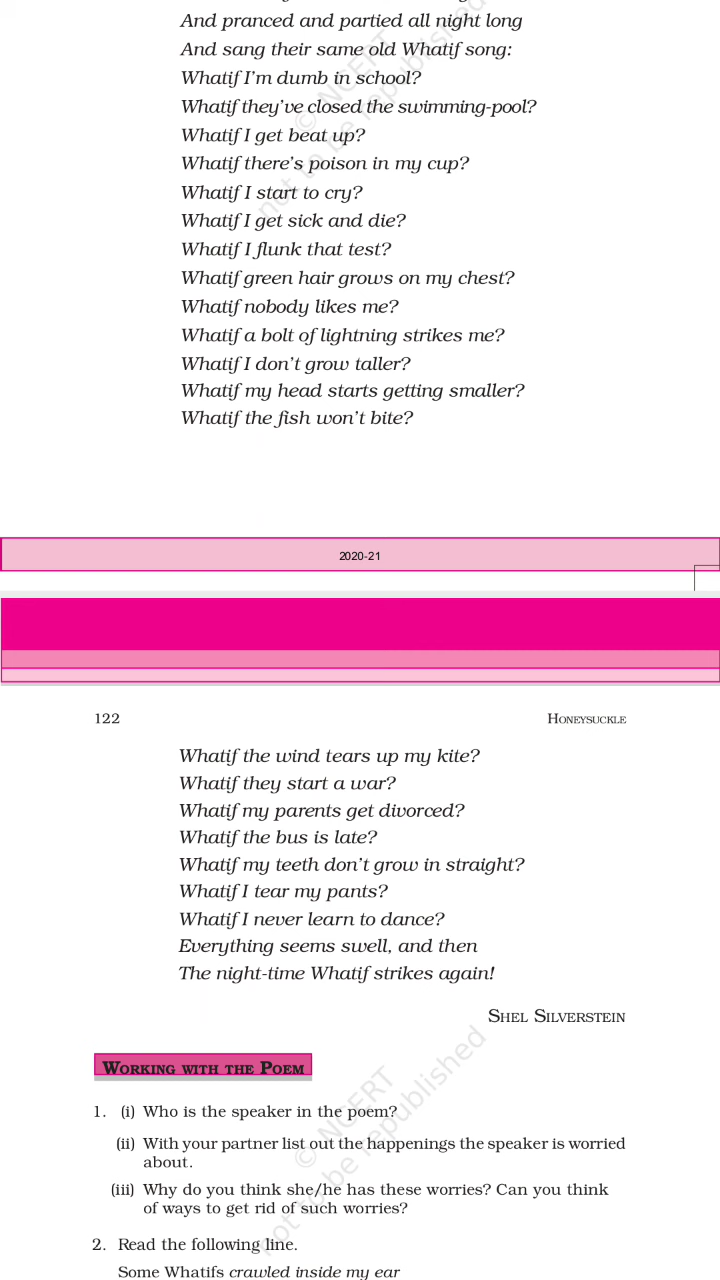 And pranced and partied all night long
And sang their same old Whatif song:
Whatif I'm dumb in school?
Whatif they've closed the swimming-pool?
Whatif I get beat up?
Whatif there's poison in my cup?
Whatif I start to cry?
Whatif I get sick and die?
Whatif I flunk that test?
Whatif green hair grows on my chest?
Whatif nobody likes me?
Whatif a bolt of lightning strikes me?
Whatif I don't grow taller?
Whatif my head starts getting smaller?
Whatif the fish won't bite?
© NCERT
not to be republished
2020-21
122 HONEYSUCKLE
Whatif the wind tears up my kite?
Whatif they start a war?
Whatif my parents get divorced?
Whatif the bus is late?
Whatif my teeth don't grow in straight?
Whatif I tear my pants?
Whatif I never learn to dance?
Everything seems swell, and then
The night-time Whatif strikes again!
SHEL SILVERSTEIN
WORKING WITH THE POEM
1. (i) Who is the speaker in the poem?
(ii) With your partner list out the happenings the speaker is worried
about.
(iii) Why do you think she/he has these worries? Can you think
of ways to get rid of such worries?
2. Read the following line.
Some Whatifs crawled inside my ear
© NCERT
not to be republished